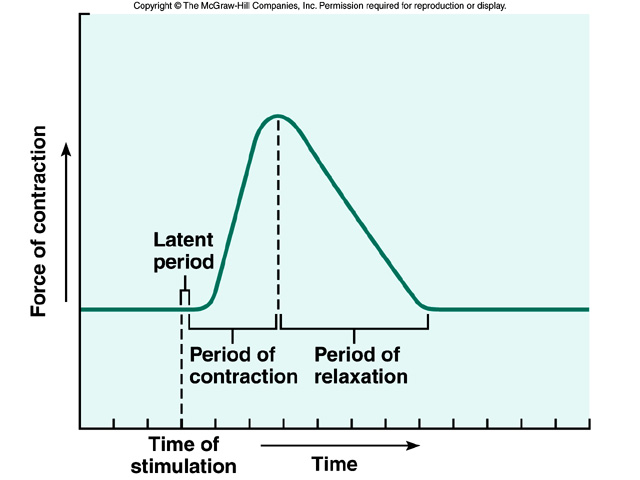 Copyright © The McGraw-Hill Companies, Inc. Permission required for reproduction or display.
Force of contraction
Latent
period
Period of
contraction
Period of
relaxation
Time of
stimulation
Time